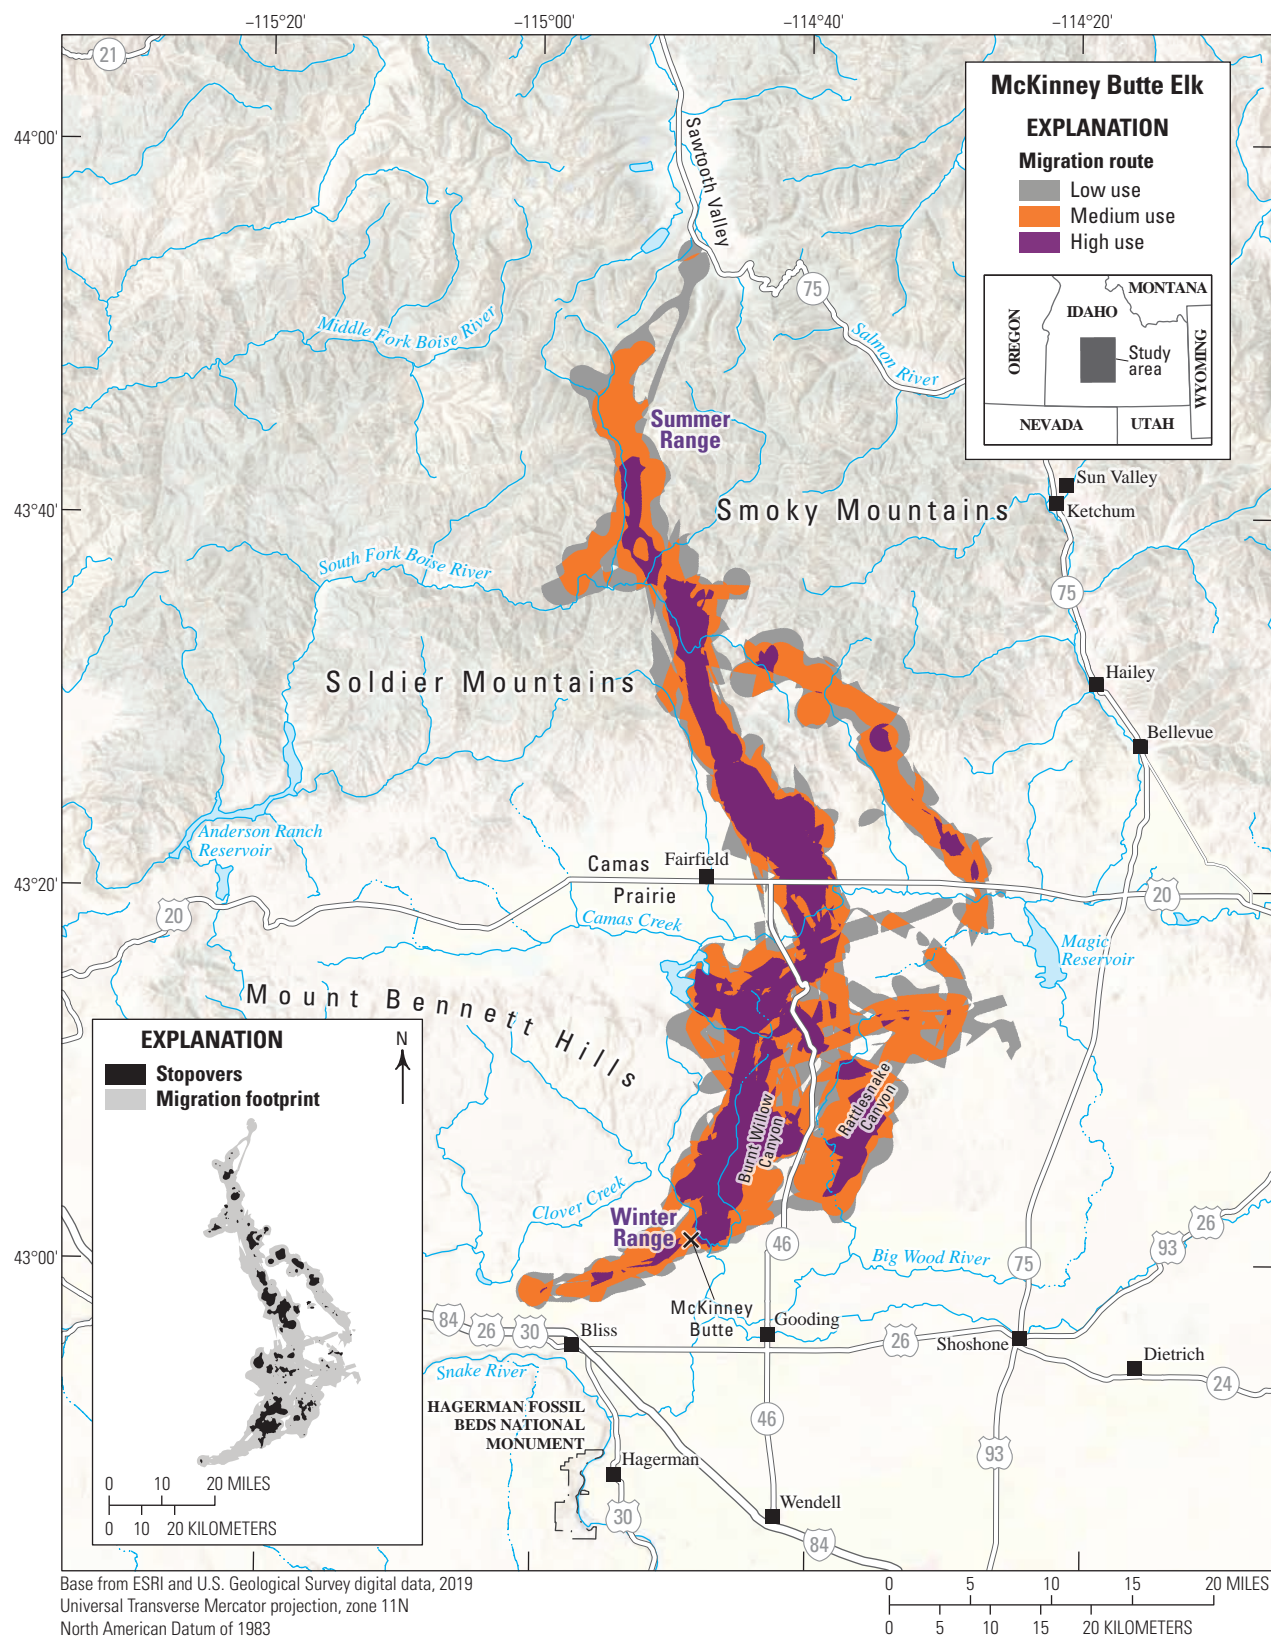 −115°20'
−115°00'
−114°40'
−114°20'
21
McKinney Butte Elk
EXPLANATION
Migration route
Low use
Medium use
High use
MONTANA
IDAHO
OREGON
Study
area
WYOMING
NEVADA
UTAH
44°00'
Sawtooth Valley
75
Middle Fork Boise River
Salmon River
Summer
Range
Sun Valley
Ketchum
43°40'
Smoky Mountains
South Fork Boise River
75
Soldier Mountains
Hailey
Bellevue
Anderson Ranch
Reservoir
Camas
Fairfield
43°20'
Prairie
20
20
Camas Creek
Magic
Reservoir
Mount Bennett Hills
EXPLANATION
N
Stopovers
Migration footprint
Rattlesnake
Canyon
Burnt Willow
Canyon
Clover Creek
Winter
Range
46
43°00'
Big Wood River
75
93
26
McKinney
Butte
84
26
30
Bliss
Gooding
26
Shoshone
Dietrich
24
Snake River
HAGERMAN FOSSIL
BEDS NATIONAL
MONUMENT
46
93
Hagerman
0 10 20 MILES
0 10 20 KILOMETERS
Wendell
30
84
Base from ESRI and U.S. Geological Survey digital data, 2019
Universal Transverse Mercator projection, zone 11N
North American Datum of 1983
0 5 10 15 20 MILES
0 5 10 15 20 KILOMETERS